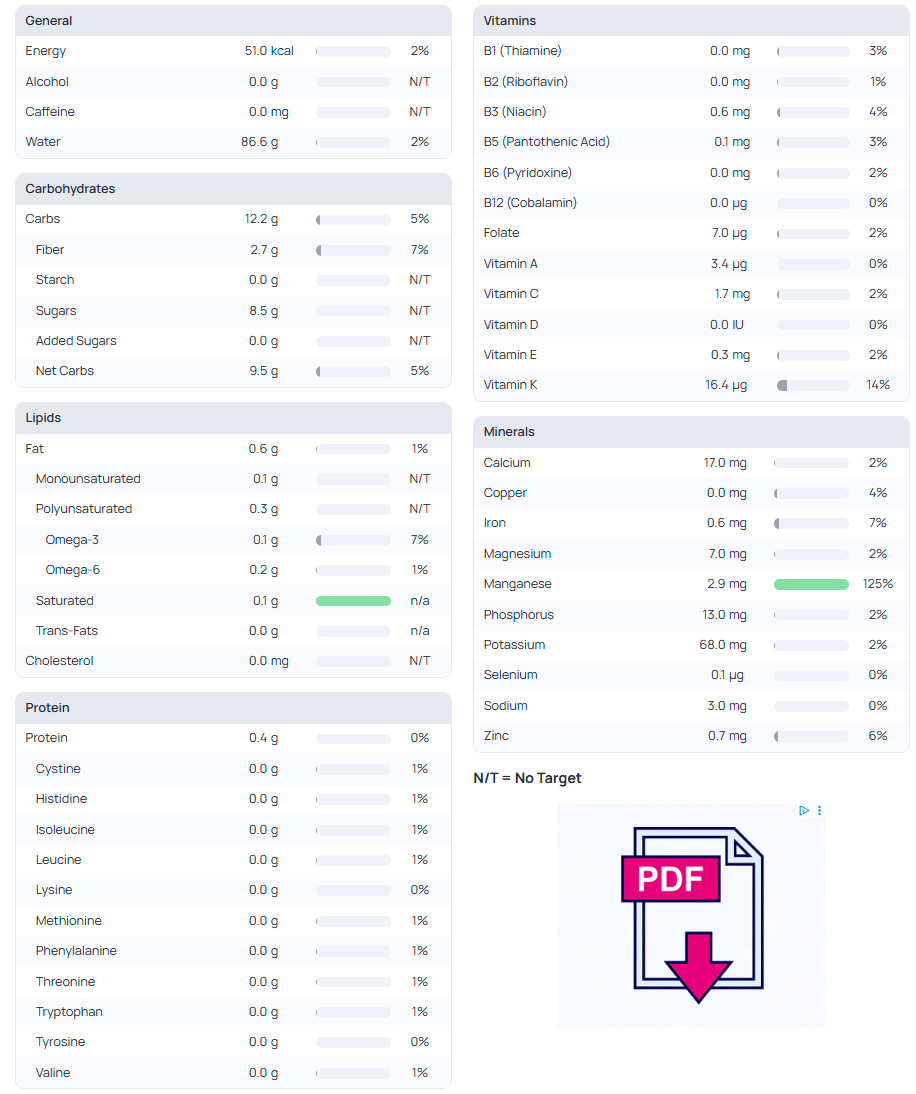 General
Energy 51.0 kcal 2%
Alcohol 0.0 g N/T
Caffeine 0.0 mg N/T
Water 86.6 g 2%
Carbohydrates
Carbs 12.2 g 5%
Fiber 2.7 g 7%
Starch 0.0 g N/T
Sugars 8.5 g N/T
Added Sugars 0.0 g N/T
Net Carbs 9.5 g 5%
Lipids
Fat 0.6 g 1%
Monounsaturated 0.1 g N/T
Polyunsaturated 0.3 g N/T
Omega-3 0.1 g 7%
Omega-6 0.2 g 1%
Saturated 0.1 g n/a
Trans-Fats 0.0 g n/a
Cholesterol 0.0 mg N/T
Protein
Protein 0.4 g 0%
Cystine 0.0 g 1%
Histidine 0.0 g 1%
Isoleucine 0.0 g 1%
Leucine 0.0 g 1%
Lysine 0.0 g 0%
Methionine 0.0 g 1%
Phenylalanine 0.0 g 1%
Threonine 0.0 g 1%
Tryptophan 0.0 g 1%
Tyrosine 0.0 g 0%
Valine 0.0 g 1%
Vitamins
B1 (Thiamine) 0.0 mg 3%
B2 (Riboflavin) 0.0 mg 1%
B3 (Niacin) 0.6 mg 4%
B5 (Pantothenic Acid) 0.1 mg 3%
B6 (Pyridoxine) 0.0 mg 2%
B12 (Cobalamin) 0.0 µg 0%
Folate 7.0 µg 2%
Vitamin A 3.4 µg 0%
Vitamin C 1.7 mg 2%
Vitamin D 0.0 IU 0%
Vitamin E 0.3 mg 2%
Vitamin K 16.4 µg 14%
Minerals
Calcium 17.0 mg 2%
Copper 0.0 mg 4%
Iron 0.6 mg 7%
Magnesium 7.0 mg 2%
Manganese 2.9 mg 125%
Phosphorus 13.0 mg 2%
Potassium 68.0 mg 2%
Selenium 0.1 µg 0%
Sodium 3.0 mg 0%
Zinc 0.7 mg 6%
N/T = No Target
PDF